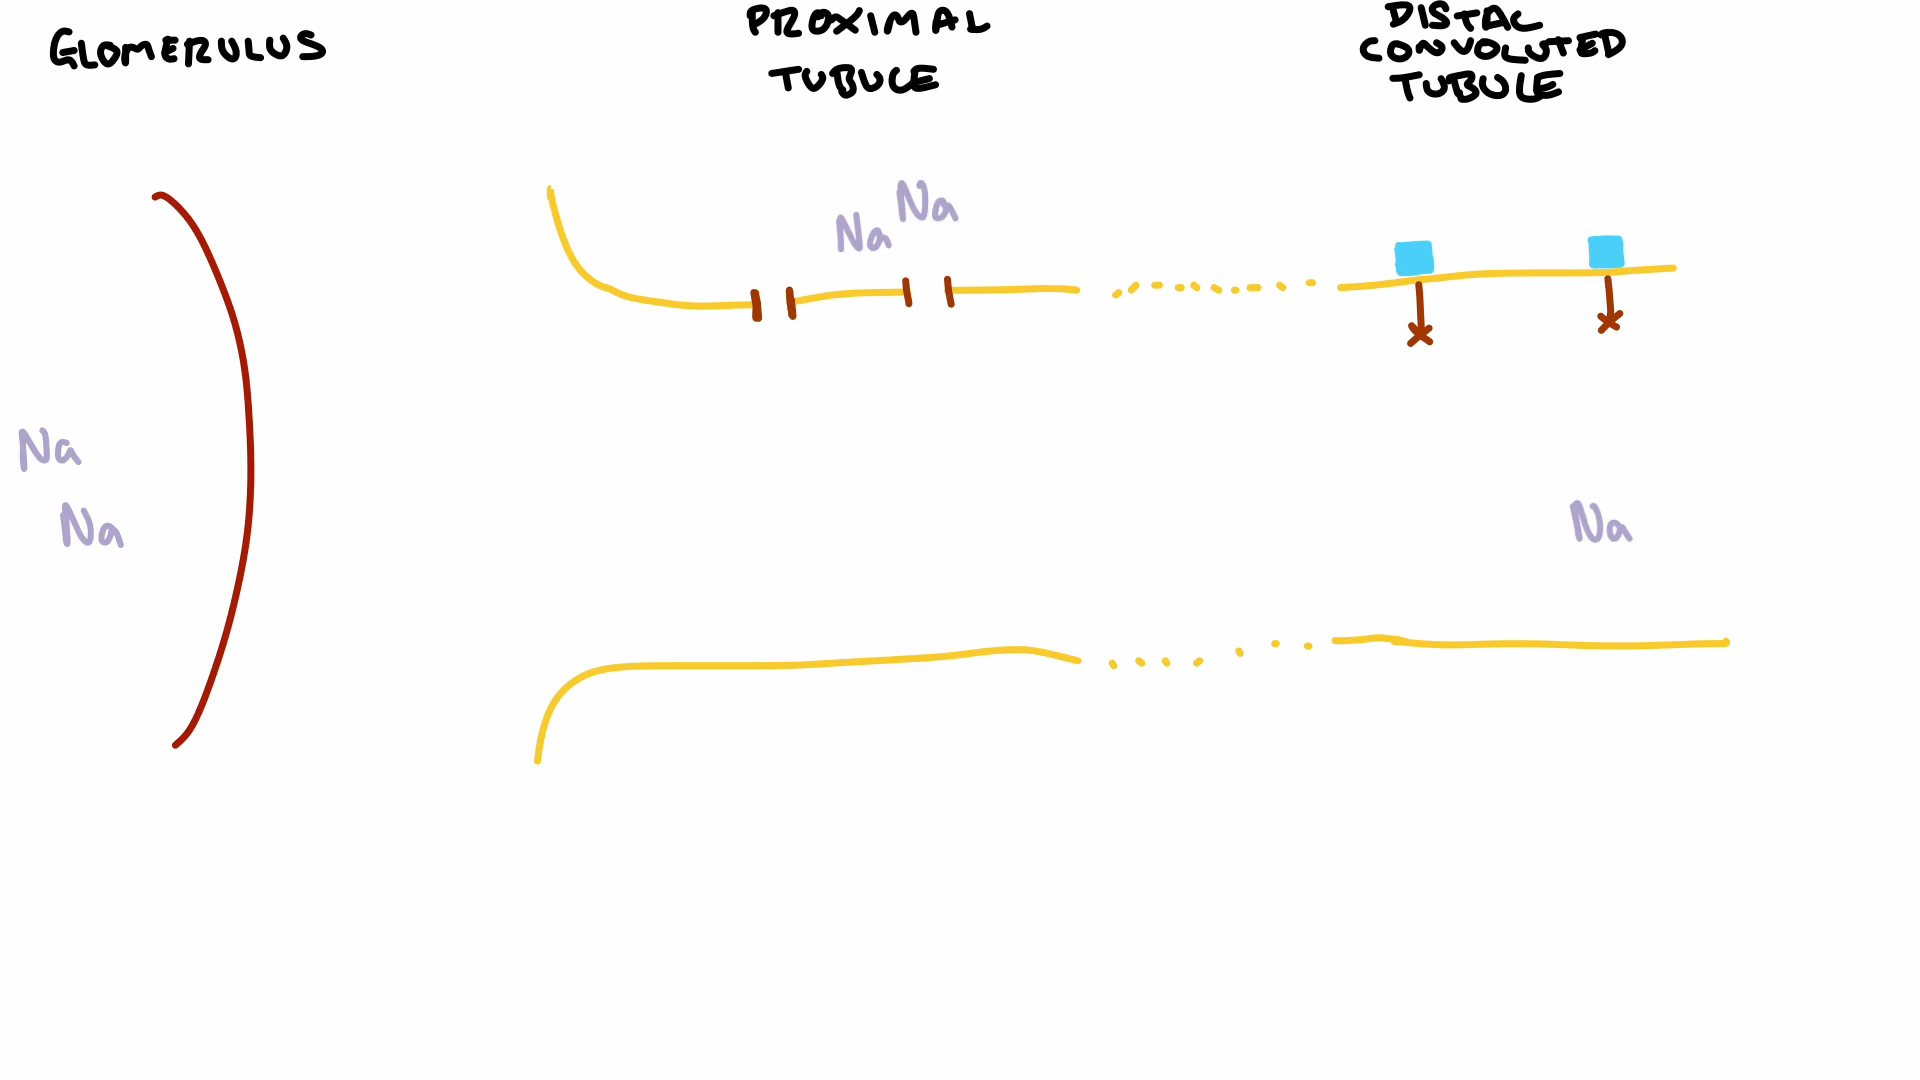 GLOMERULUS
PROXIMAL
TUBULE
DISTAL
CONVOLUTED
TUBULE
Na
Na
Na
Na
Na